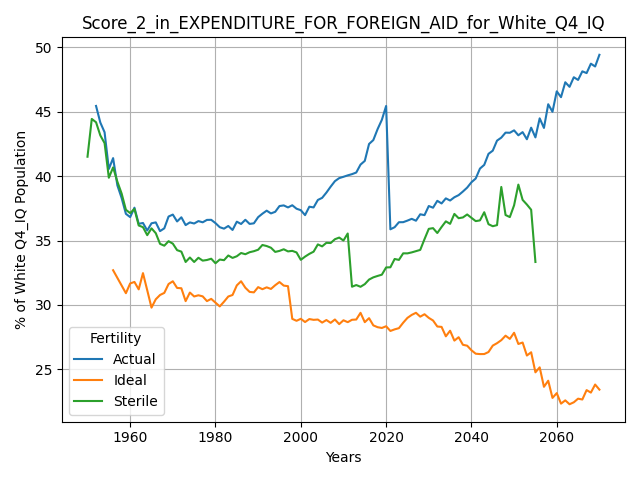 Score_2_in_EXPENDITURE_FOR_FOREIGN_AID_for_White_Q4_IQ
% of White Q4_IQ Population
50
45
40
35
30
25
Fertility
Actual
Ideal
Sterile
1960 1980 2000 2020 2040 2060
Years